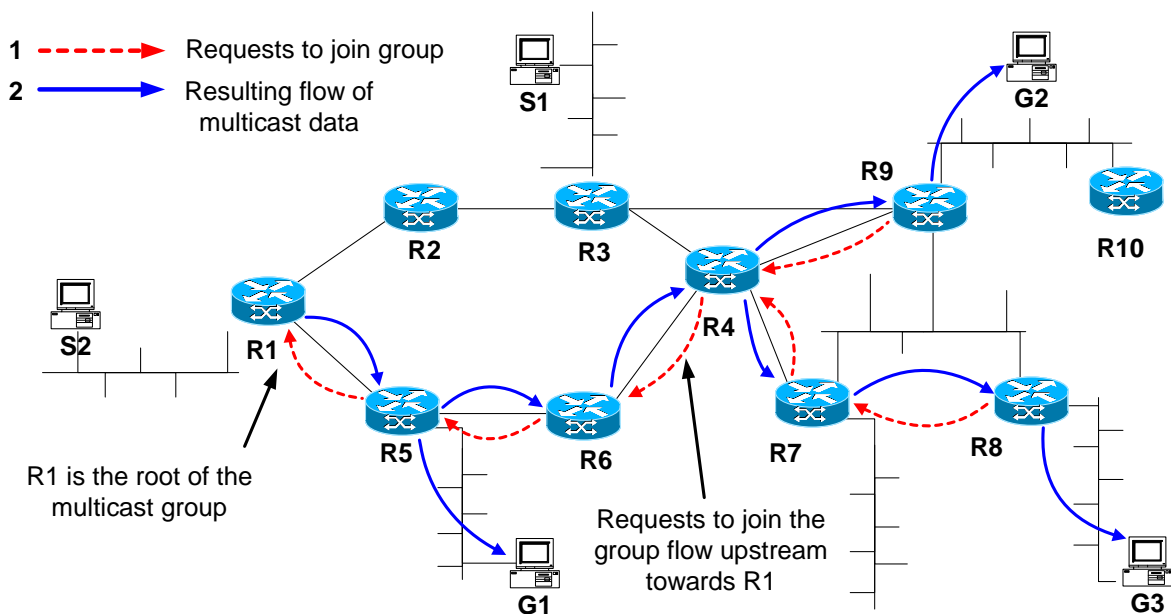 1 Requests to join group
2 Resulting flow of
multicast data
S1
G2
R9
R2
R3
R10
S2
R1
R4
R5
R6
R7
R8
R1 is the root of the
multicast group
Requests to join the
group flow upstream
towards R1
G1
G3